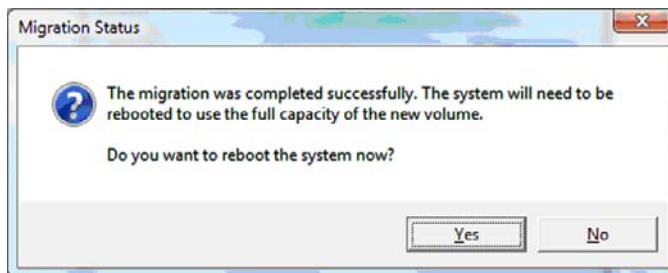 Migration Status
The migration was completed successfully. The system will need to be
rebooted to use the full capacity of the new volume.
Do you want to reboot the system now?
Yes
No